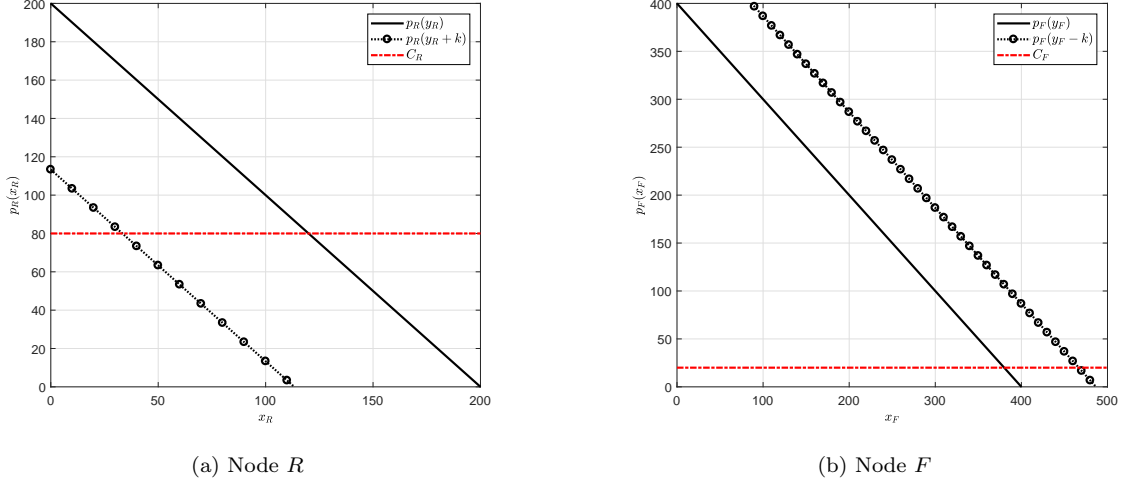 200
180
160
140
120
100
80
60
40
20
0
p_R(x_R)
0 50 100 150 200
x_R
p_R(y_R)
p_R(y_R + k)
C_R
(a) Node R
400
350
300
250
200
150
100
50
0
p_F(x_F)
0 100 200 300 400 500
x_F
p_F(y_F)
p_F(y_F − k)
C_F
(b) Node F